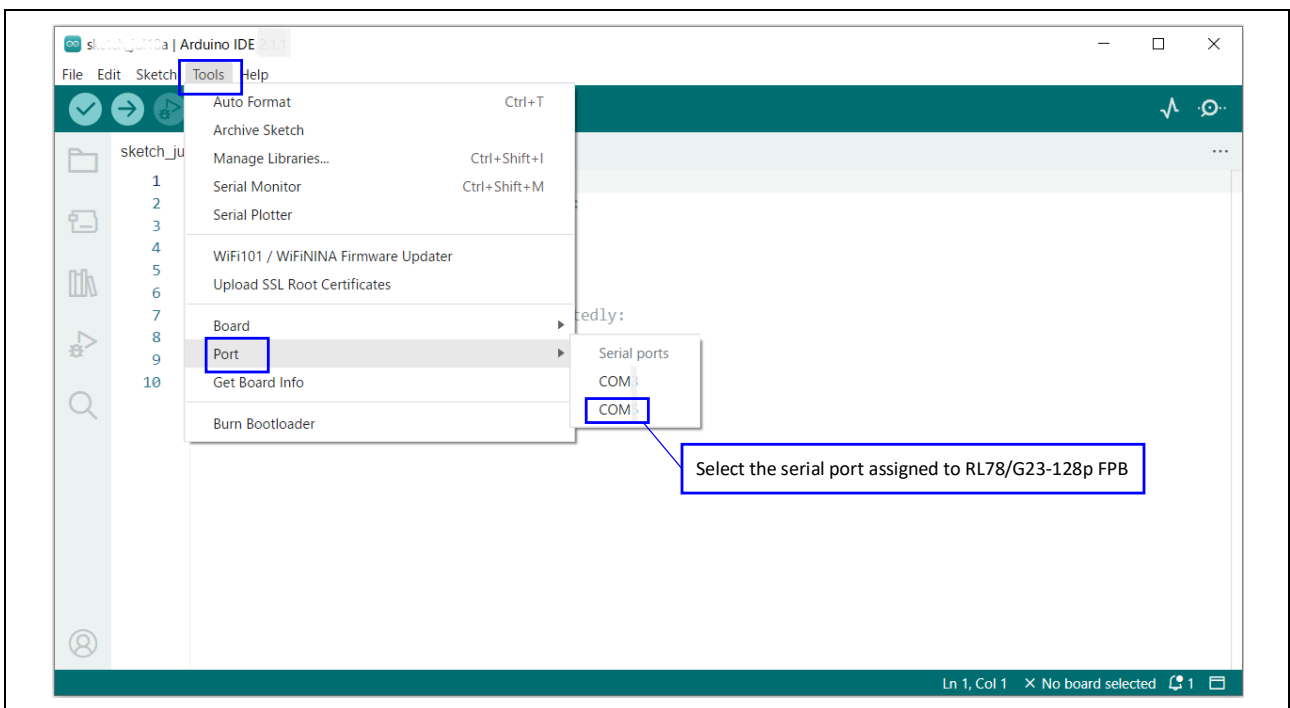 Arduino IDE
File Edit Sketch Tools Help
Auto Format Ctrl+T
Archive Sketch
Manage Libraries... Ctrl+Shift+I
Serial Monitor Ctrl+Shift+M
Serial Plotter
WiFi101 / WiFiNINA Firmware Updater
Upload SSL Root Certificates
Board
Port
Get Board Info
Burn Bootloader
Serial ports
COM
COM
sketch_ju
1
2
3
4
5
6
7
8
9
10
tedly:
Select the serial port assigned to RL78/G23-128p FPB
Ln 1, Col 1 × No board selected 1